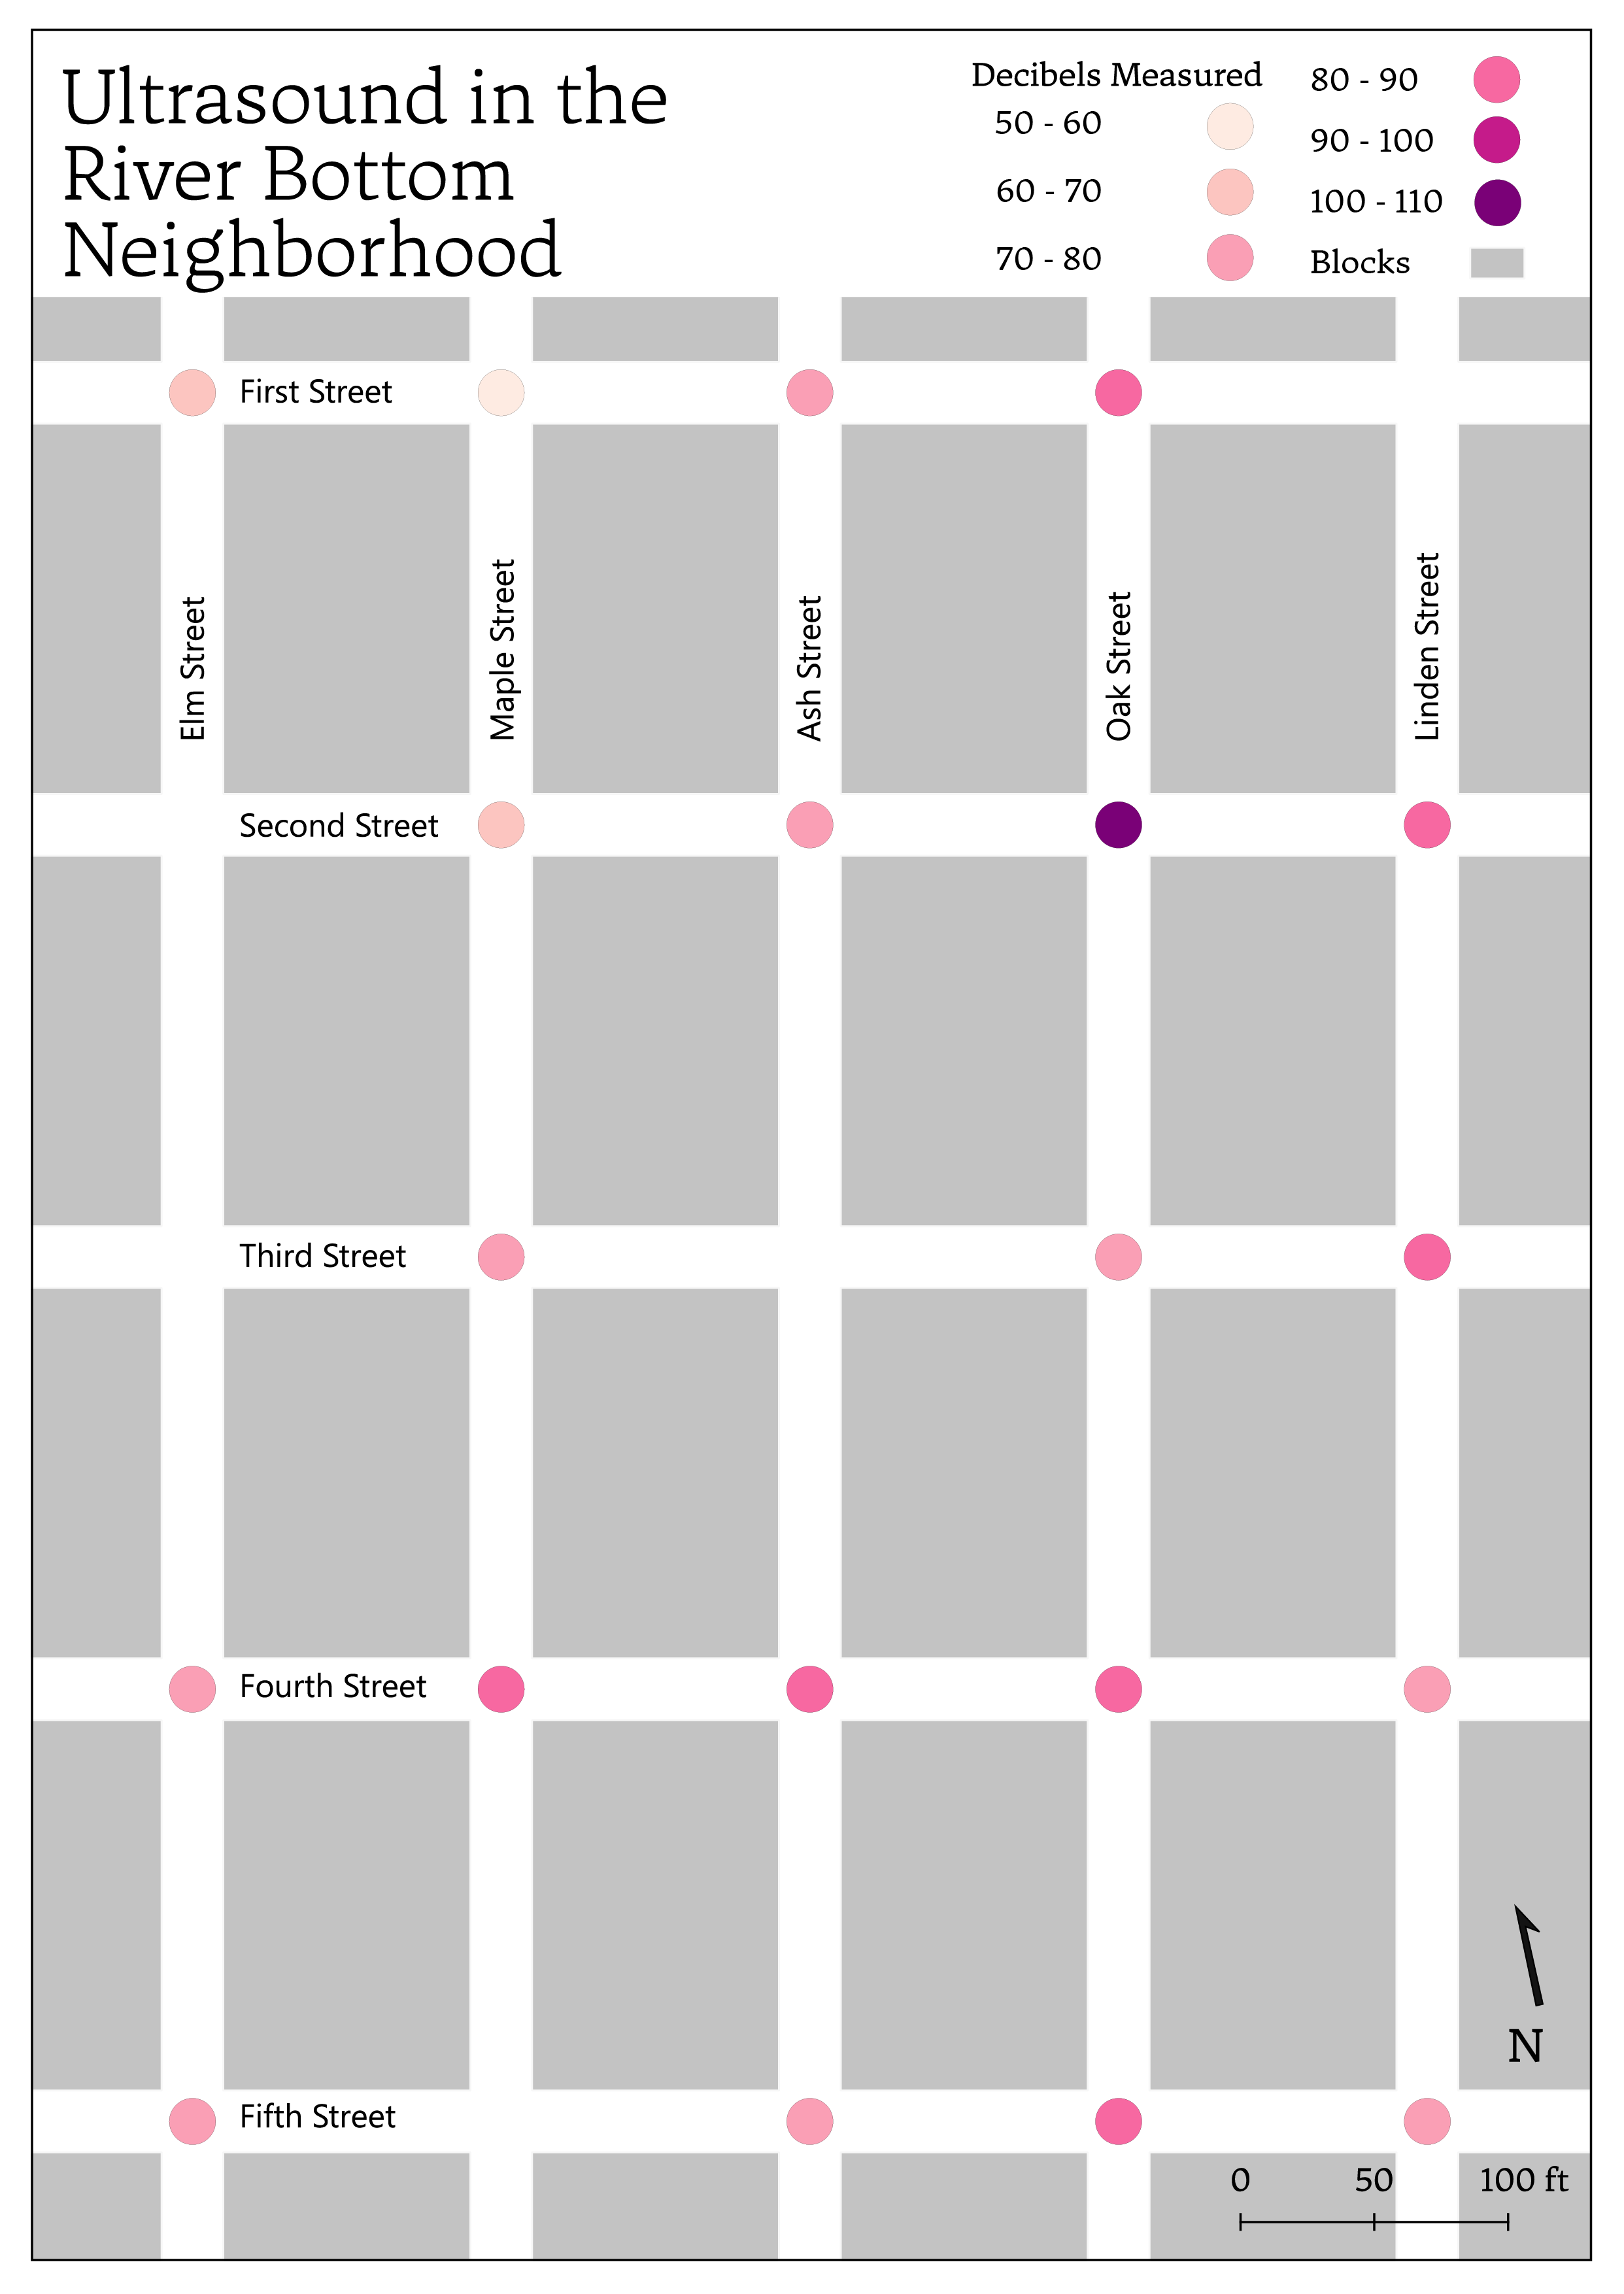 Ultrasound in the
River Bottom
Neighborhood
Decibels Measured
50 - 60
60 - 70
70 - 80
80 - 90
90 - 100
100 - 110
Blocks
First Street
Elm Street
Maple Street
Ash Street
Oak Street
Linden Street
Second Street
Third Street
Fourth Street
Fifth Street
N
0 50 100 ft